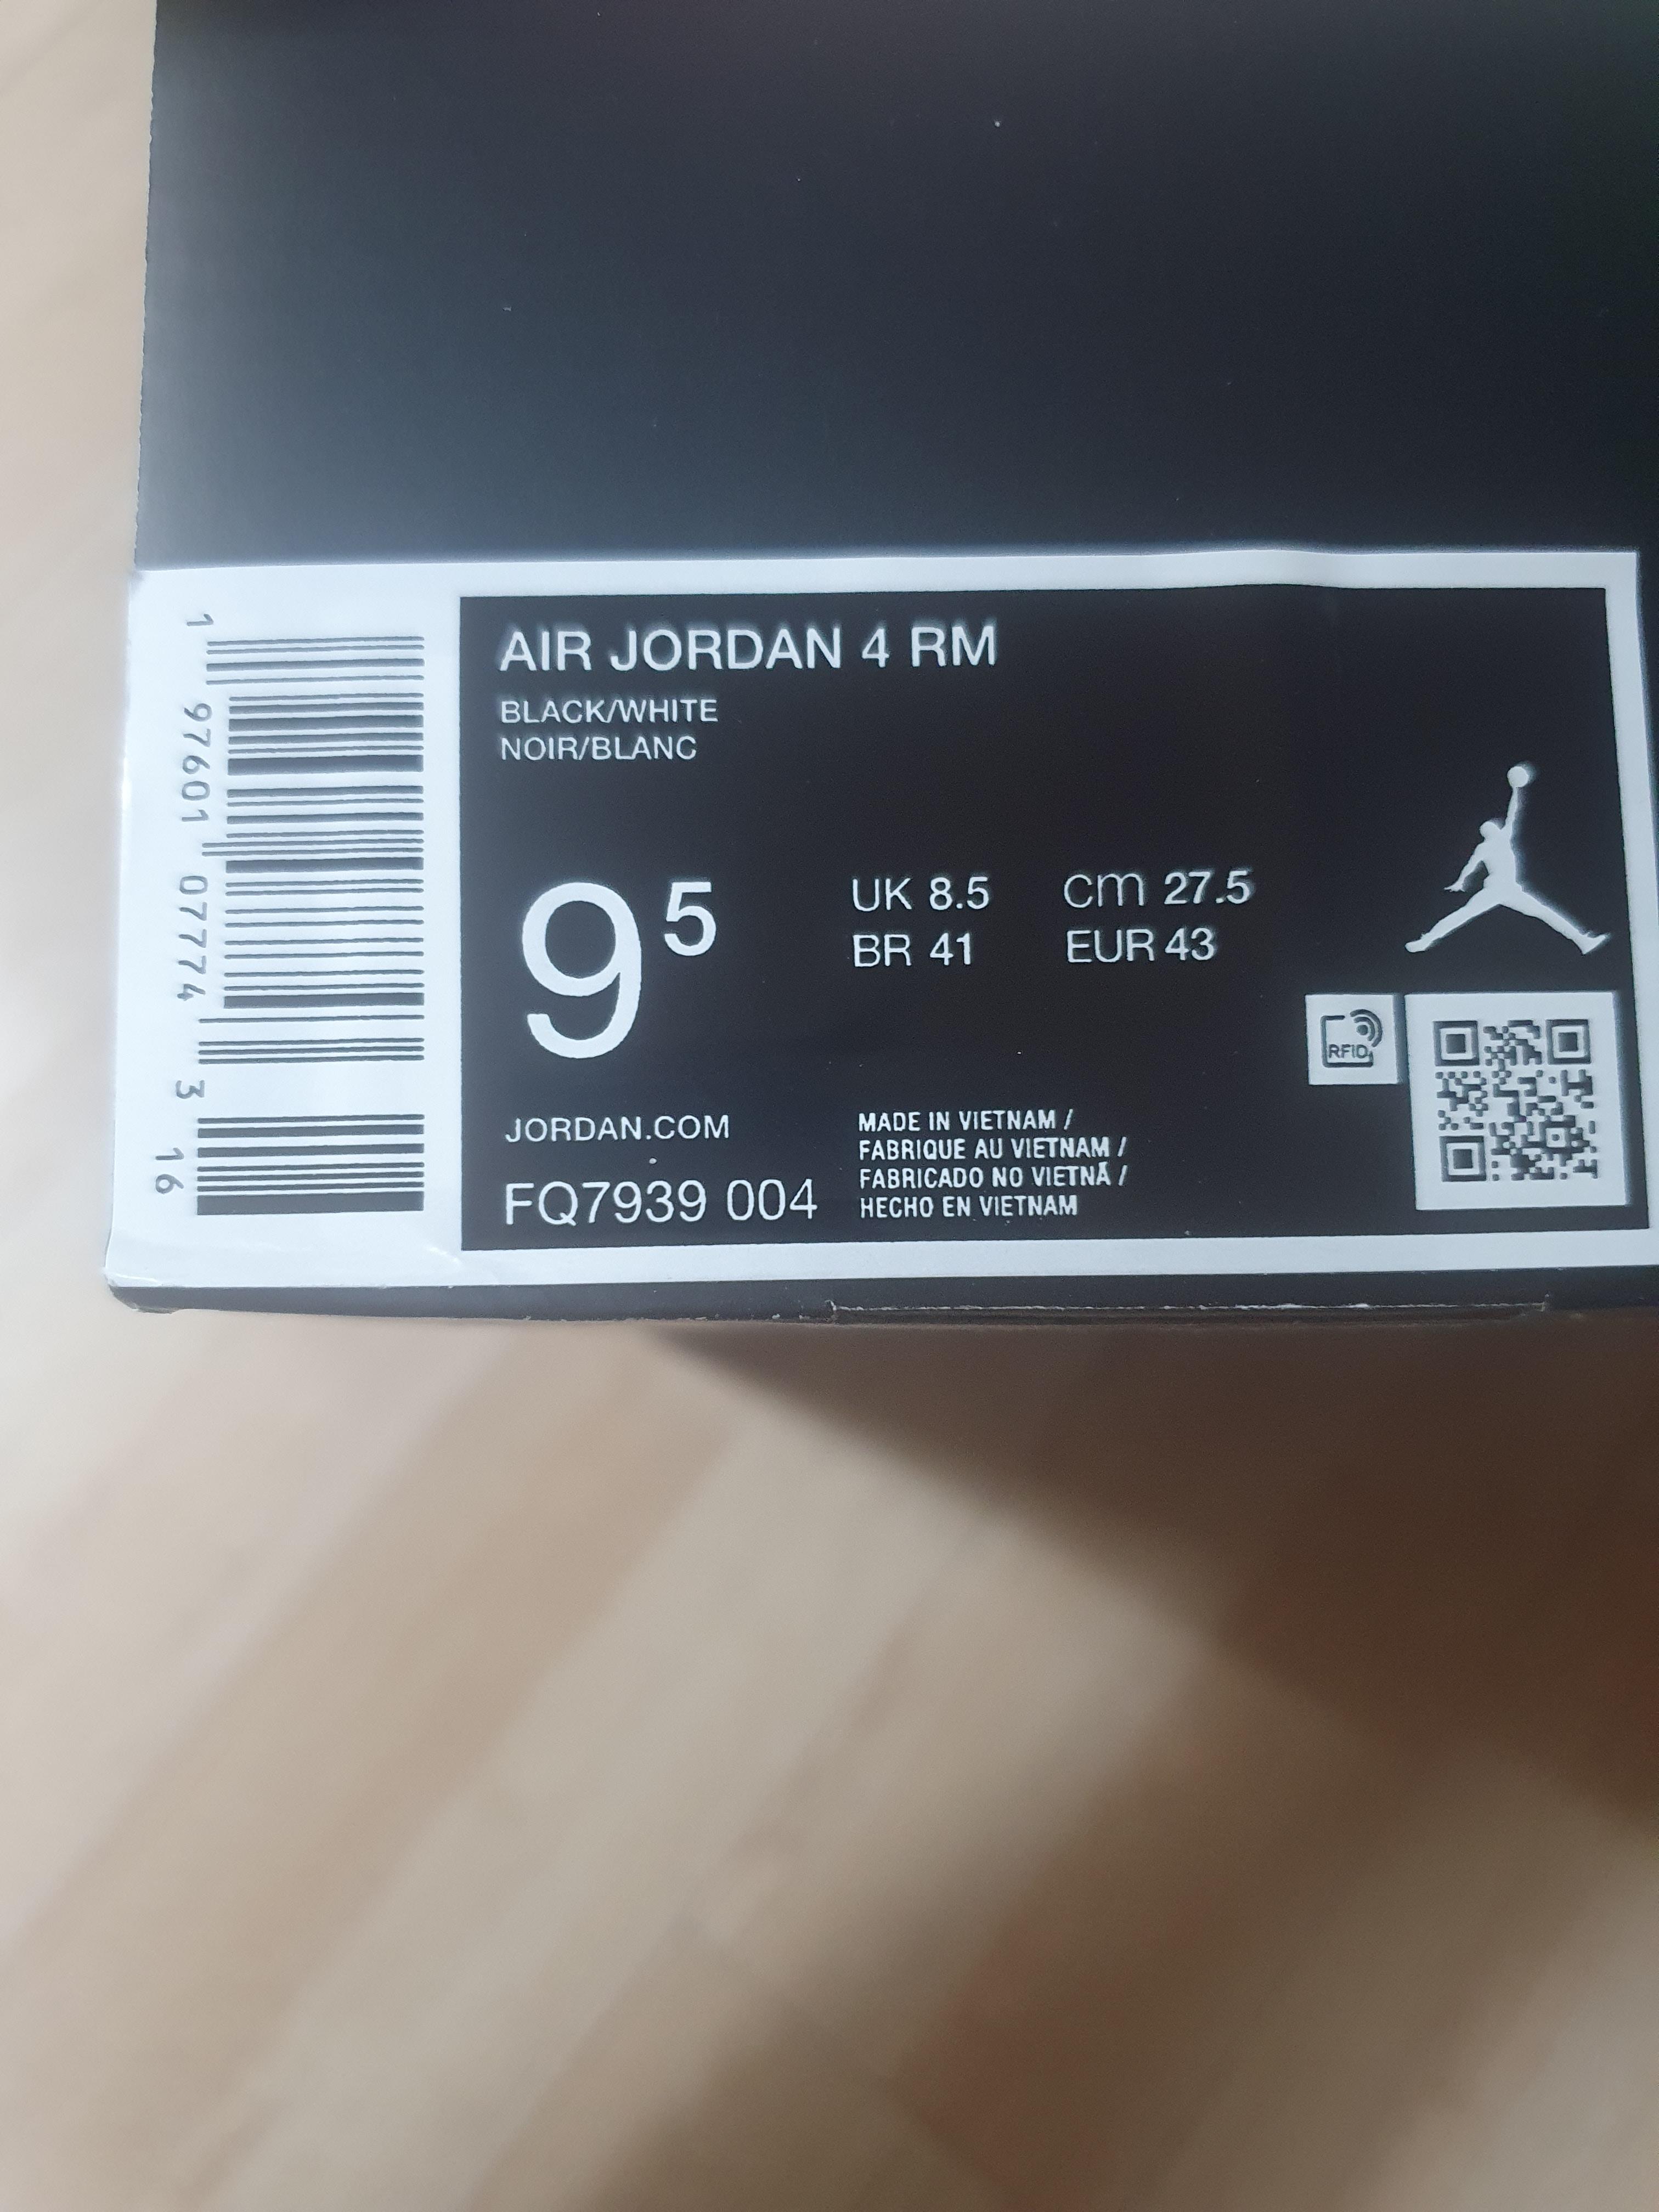 AIR JORDAN 4 RM
BLACK/WHITE
NOIR/BLANC
9 5
UK 8.5 cm 27.5
BR 41 EUR 43
RFID
JORDAN.COM
FQ7939 004
MADE IN VIETNAM /
FABRIQUE AU VIETNAM /
FABRICADO NO VIETNÃ /
HECHO EN VIETNAM
1 97601 07774 3 16